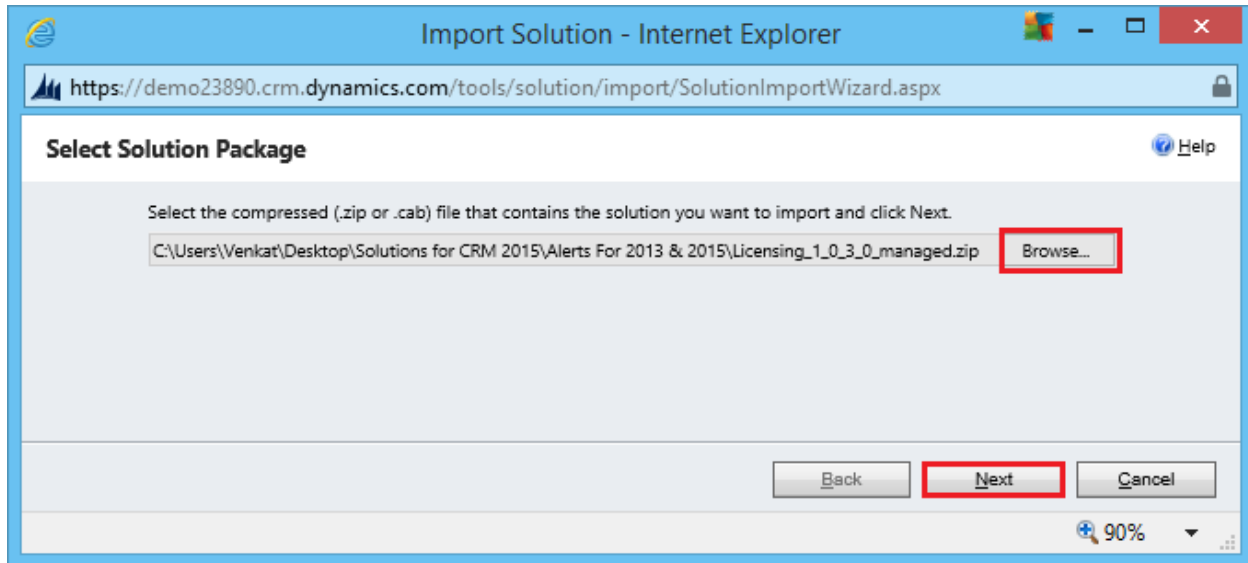 Import Solution - Internet Explorer
https://demo23890.crm.dynamics.com/tools/solution/import/SolutionImportWizard.aspx
Select Solution Package
Help
Select the compressed (.zip or .cab) file that contains the solution you want to import and click Next.
C:\Users\Venkat\Desktop\Solutions for CRM 2015\Alerts For 2013 & 2015\Licensing_1_0_3_0_managed.zip Browse...
Back Next Cancel
90%